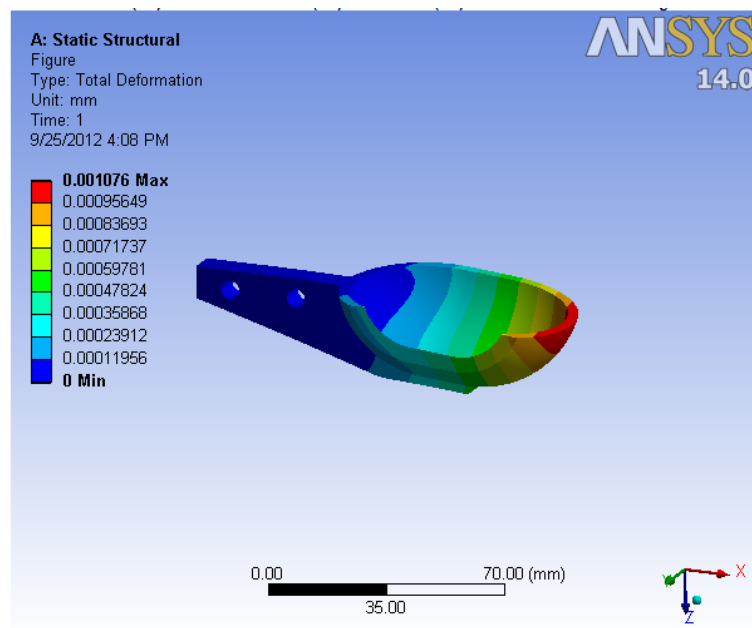 A: Static Structural
Figure
Type: Total Deformation
Unit: mm
Time: 1
9/25/2012 4:08 PM
ANSYS
14.0
0.001076 Max
0.00095649
0.00083693
0.00071737
0.00059781
0.00047824
0.00035868
0.00023912
0.00011956
0 Min
0.00 70.00 (mm)
35.00
X
Y
Z